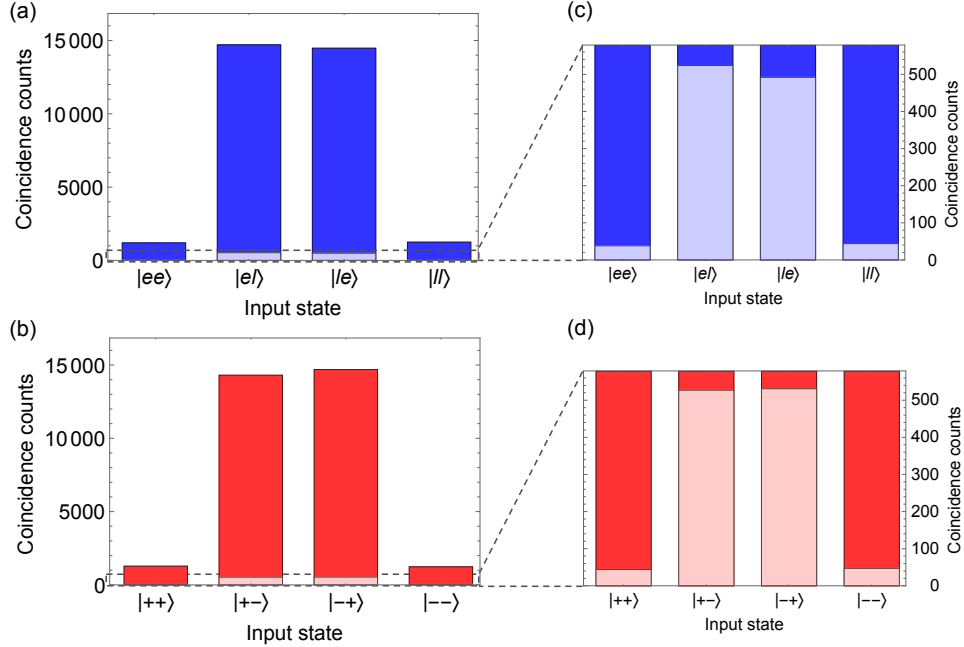 (a)
Coincidence counts
15 000
10 000
5000
0
|ee⟩ |el⟩ |le⟩ |ll⟩
Input state
(c)
500
400
300
200
100
0
Coincidence counts
|ee⟩ |el⟩ |le⟩ |ll⟩
Input state
(b)
Coincidence counts
15 000
10 000
5000
0
|++⟩ |+−⟩ |−+⟩ |−−⟩
Input state
(d)
500
400
300
200
100
0
Coincidence counts
|++⟩ |+−⟩ |−+⟩ |−−⟩
Input state